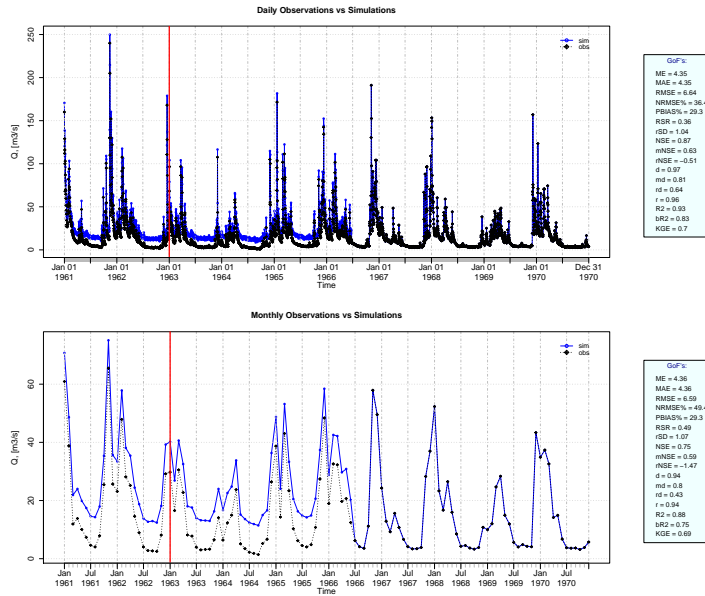 Daily Observations vs Simulations
sim
obs
Q, [m3/s]
250
200
150
100
50
0
Jan 01 Jan 01 Jan 01 Jan 01 Jan 01 Jan 01 Jan 01 Jan 01 Jan 01 Jan 01 Dec 31
1961 1962 1963 1964 1965 1966 1967 1968 1969 1970 1970
Time
GoF's:
ME = 4.35
MAE = 4.35
RMSE = 6.64
NRMSE% = 36.4
PBIAS% = 29.3
RSR = 0.36
rSD = 1.04
NSE = 0.87
mNSE = 0.63
rNSE = −0.51
d = 0.97
md = 0.81
rd = 0.64
r = 0.96
R2 = 0.93
bR2 = 0.83
KGE = 0.7
Monthly Observations vs Simulations
sim
obs
Q, [m3/s]
60
40
20
0
Jan Jul Jan Jul Jan Jul Jan Jul Jan Jul Jan Jul Jan Jul Jan Jul Jan Jul Jan Jul
1961 1961 1962 1962 1963 1963 1964 1964 1965 1965 1966 1966 1967 1967 1968 1968 1969 1969 1970 1970
Time
GoF's:
ME = 4.36
MAE = 4.36
RMSE = 6.59
NRMSE% = 49.4
PBIAS% = 29.3
RSR = 0.49
rSD = 1.07
NSE = 0.75
mNSE = 0.59
rNSE = −1.47
d = 0.94
md = 0.8
rd = 0.43
r = 0.94
R2 = 0.88
bR2 = 0.75
KGE = 0.69